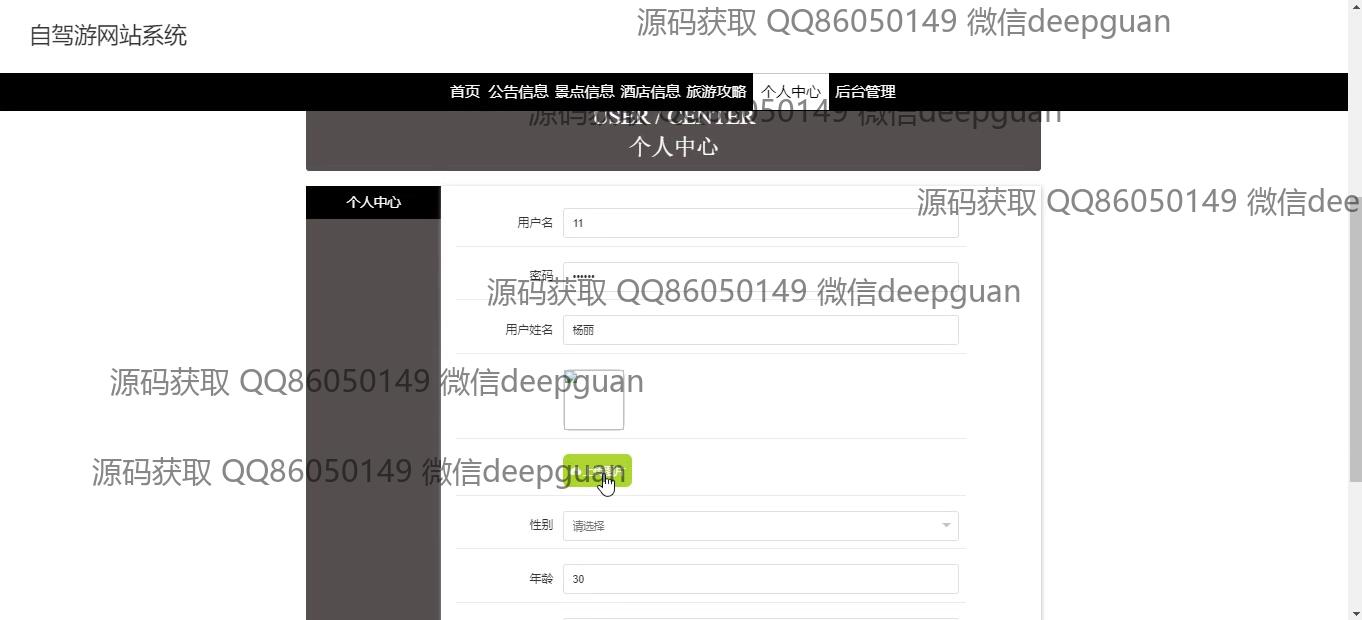 源码获取 QQ86050149 微信deepguan
自驾游网站系统
首页 公告信息 景点信息 酒店信息 旅游攻略 个人中心 后台管理
源码获取 QQ86050149 微信deepguan
USER / CENTER
个人中心
个人中心
源码获取 QQ86050149 微信dee
用户名 11
密码 ••••••
源码获取 QQ86050149 微信deepguan
用户姓名 杨丽
源码获取 QQ86050149 微信deepguan
源码获取 QQ86050149 微信deepguan
性别 请选择
年龄 30